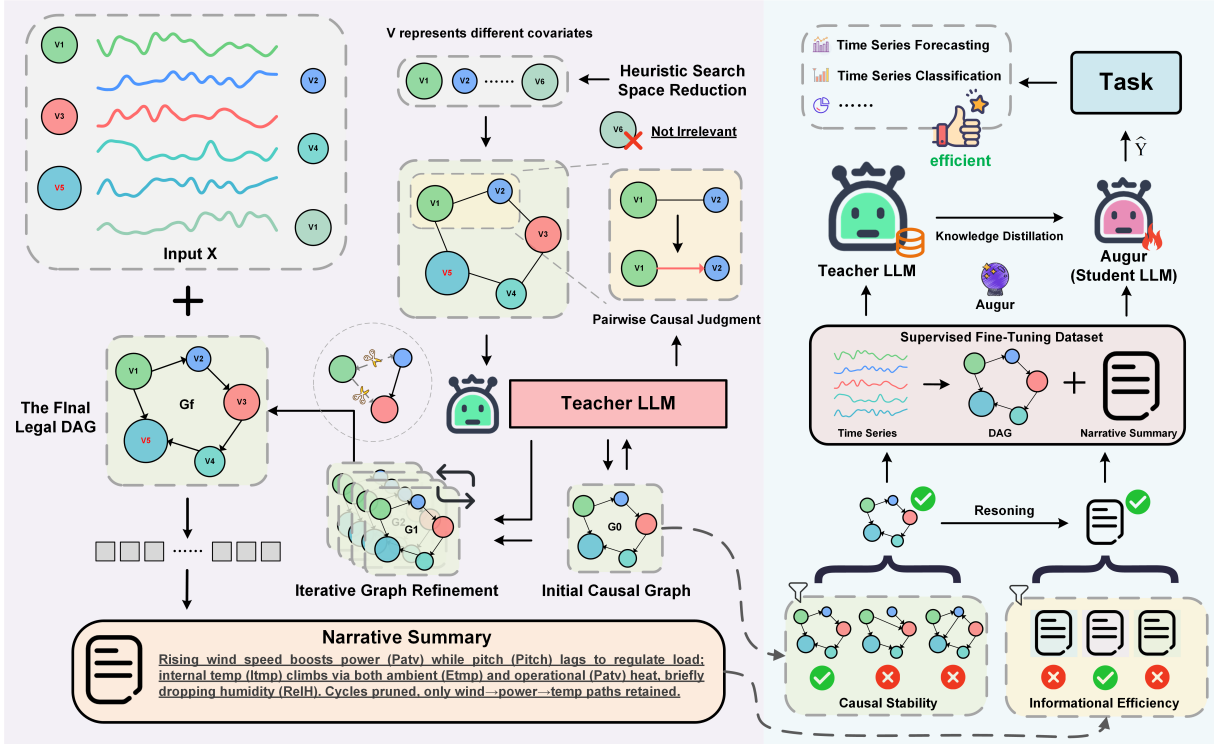 V1
V2
V3
V4
V5
V1
Input X
+
The FInal
Legal DAG
V1
V2
V3
V4
V5
Gf
V represents different covariates
V1
V2
······
V6
Heuristic Search
Space Reduction
V6
Not Irrelevant
V1
V2
V3
V4
V5
V1
V2
V1
V2
Pairwise Causal Judgment
Teacher LLM
G2
G1
Iterative Graph Refinement
G0
Initial Causal Graph
······
Narrative Summary
Rising wind speed boosts power (Patv) while pitch (Pitch) lags to regulate load;
internal temp (Itmp) climbs via both ambient (Etmp) and operational (Patv) heat, briefly
dropping humidity (RelH). Cycles pruned, only wind→power→temp paths retained.
Time Series Forecasting
Time Series Classification
······
efficient
Task
Ŷ
Teacher LLM
Knowledge Distillation
Augur
Augur
(Student LLM)
Supervised Fine-Tuning Dataset
+
Time Series
DAG
Narrative Summary
Resoning
Causal Stability
Informational Efficiency